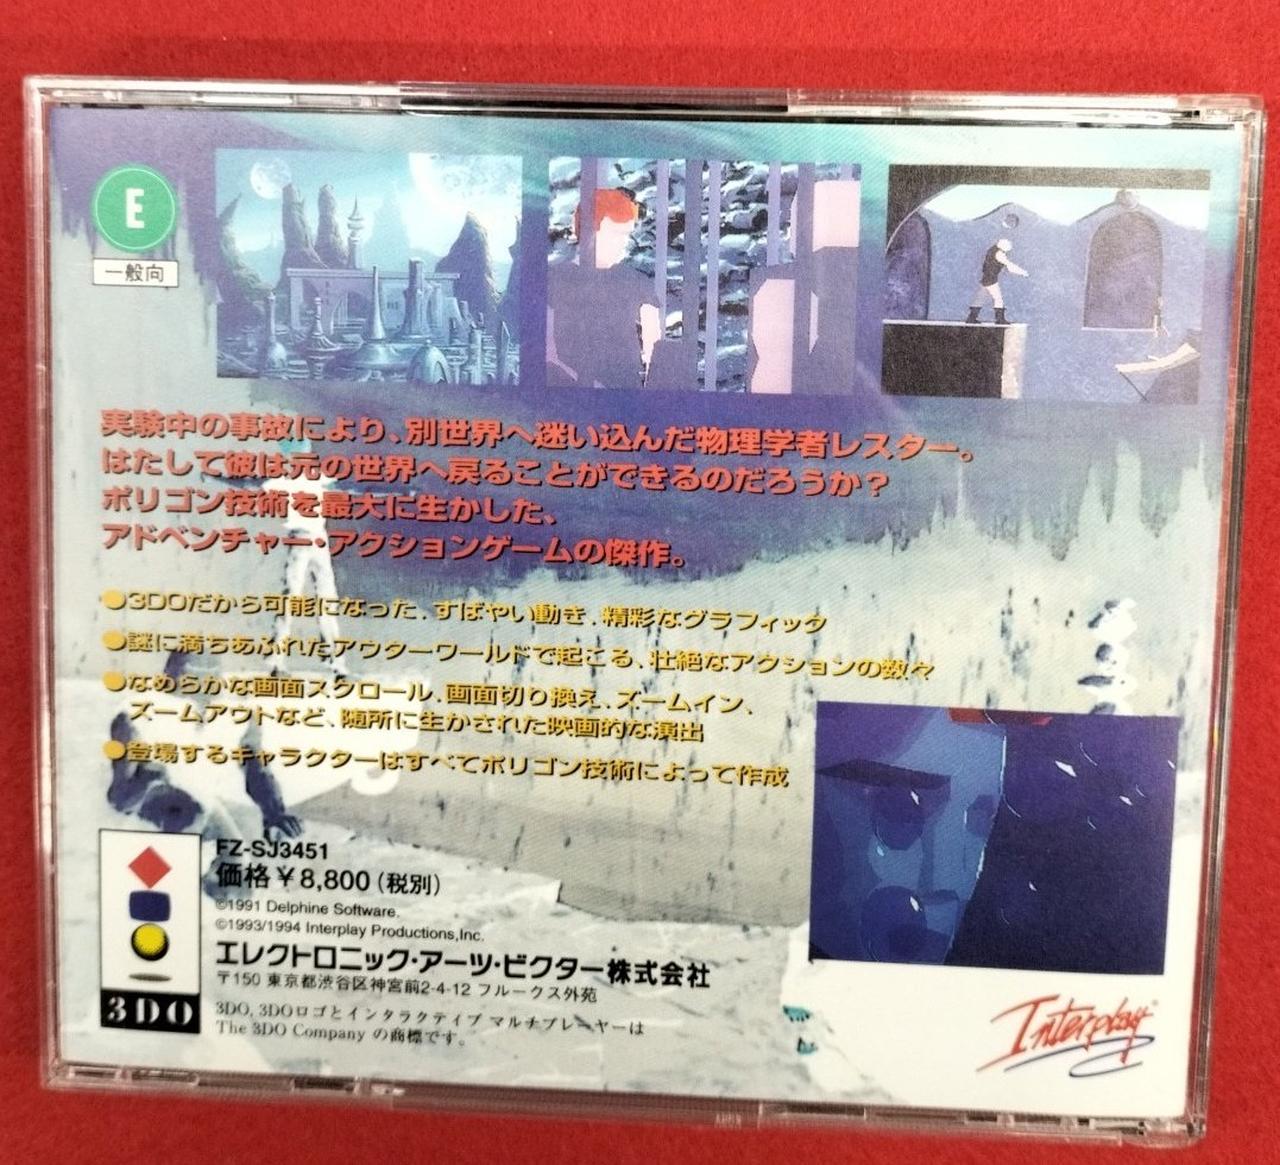 E
一般向
実験中の事故により、別世界へ迷い込んだ物理学者レスター。
はたして彼は元の世界へ戻ることができるのだろうか？
ポリゴン技術を最大に生かした、
アドベンチャー・アクションゲームの傑作。
●3DOだから可能になった、すばやい動き、精彩なグラフィック
●謎に満ちあふれたアウターワールドで起こる、壮絶なアクションの数々
●なめらかな画面スクロール、画面切り換え、ズームイン、
ズームアウトなど、随所に生かされた映画的な演出
●登場するキャラクターはすべてポリゴン技術によって作成
FZ-SJ3451
価格￥8,800（税別）
©1991 Delphine Software.
©1993/1994 Interplay Productions,Inc.
エレクトロニック・アーツ・ビクター株式会社
〒150 東京都渋谷区神宮前2-4-12 フルークス外苑
3DO, 3DOロゴとインタラクティブ マルチプレーヤーは
The 3DO Company の商標です。
3DO
Interplay®